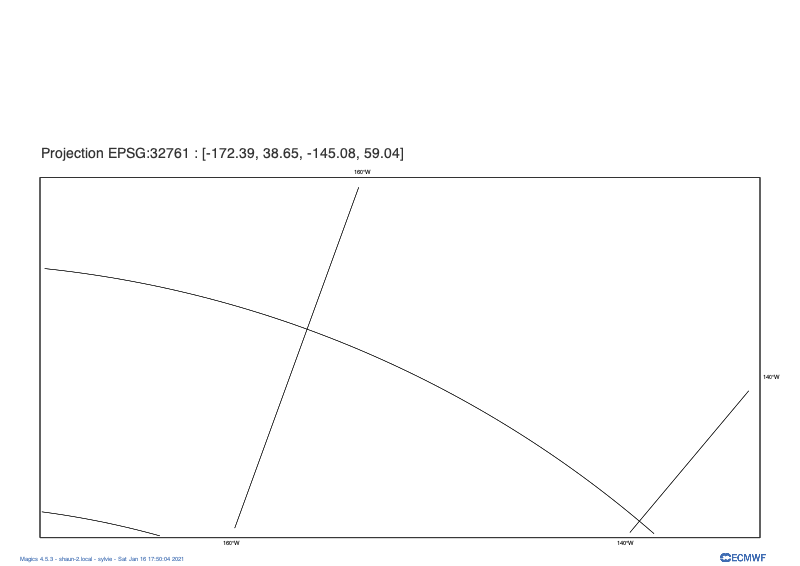 Projection EPSG:32761 : [-172.39, 38.65, -145.08, 59.04]
160°W
140°W
160°W
140°W
Magics 4.5.3 - shaun-2.local - sylvie - Sat Jan 16 17:50:04 2021
ECMWF